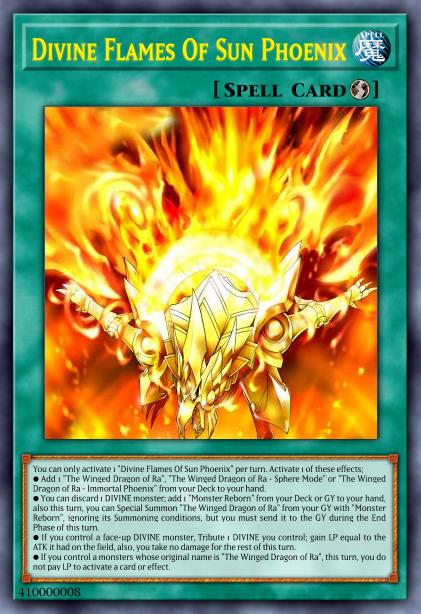 Divine Flames Of Sun Phoenix
SPELL
魔
[Spell Card]
You can only activate 1 "Divine Flames Of Sun Phoenix" per turn. Activate 1 of these effects;
● Add 1 "The Winged Dragon of Ra", "The Winged Dragon of Ra - Sphere Mode" or "The Winged
Dragon of Ra - Immortal Phoenix" from your Deck to your hand.
● You can discard 1 DIVINE monster; add 1 "Monster Reborn" from your Deck or GY to your hand,
also this turn, you can Special Summon "The Winged Dragon of Ra" from your GY with "Monster
Reborn", ignoring its Summoning conditions, but you must send it to the GY during the End
Phase of this turn.
● If you control a face-up DIVINE monster, Tribute 1 DIVINE you control; gain LP equal to the
ATK it had on the field, also, you take no damage for the rest of this turn.
● If you control a monsters whose original name is "The Winged Dragon of Ra", this turn, you do
not pay LP to activate a card or effect.
410000008